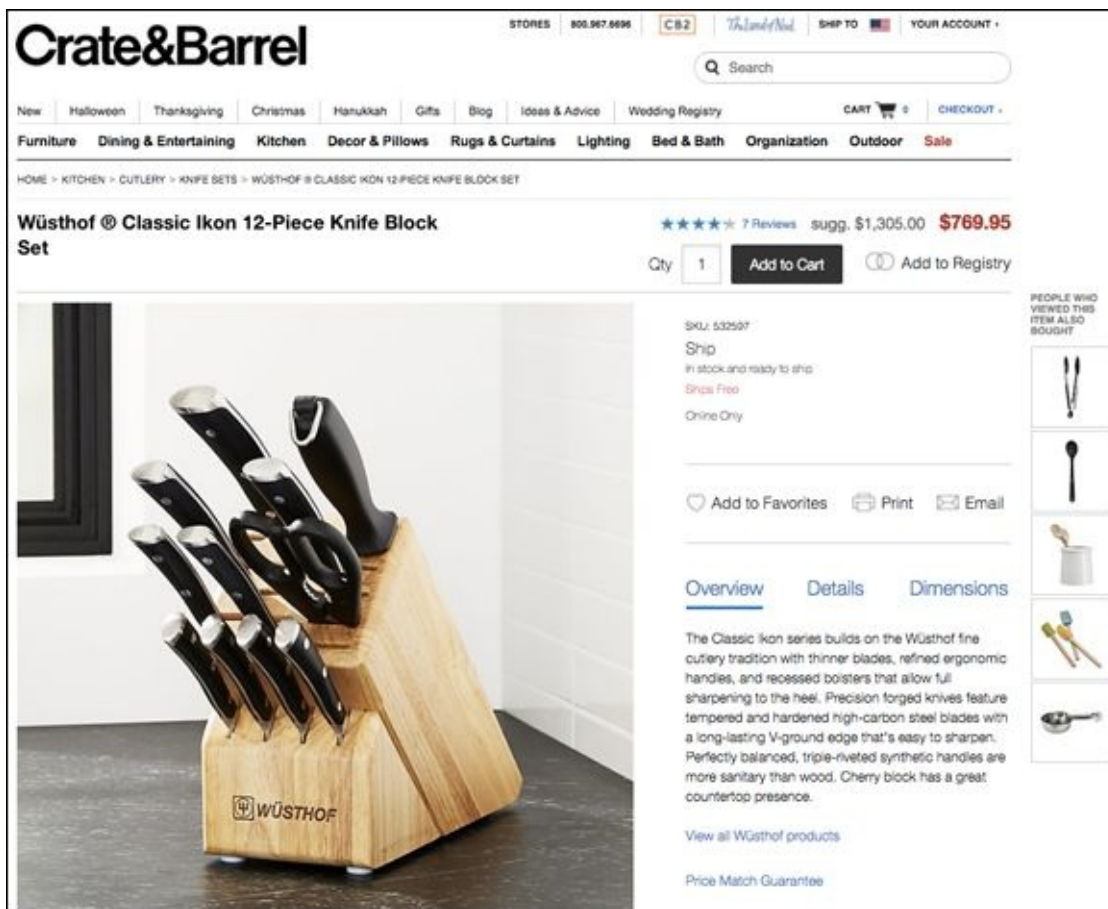 STORES 800.967.6696 CB2 The Land of Nod SHIP TO YOUR ACCOUNT
Crate&Barrel
Search
New Halloween Thanksgiving Christmas Hanukkah Gifts Blog Ideas & Advice Wedding Registry CART 0 CHECKOUT
Furniture Dining & Entertaining Kitchen Decor & Pillows Rugs & Curtains Lighting Bed & Bath Organization Outdoor Sale
HOME > KITCHEN > CUTLERY > KNIFE SETS > WÜSTHOF ® CLASSIC IKON 12-PIECE KNIFE BLOCK SET
Wüsthof ® Classic Ikon 12-Piece Knife Block
Set
7 Reviews sugg. $1,305.00 $769.95
Qty 1 Add to Cart Add to Registry
SKU: 532597
Ship
In stock and ready to ship
Ships Free
Online Only
Add to Favorites Print Email
Overview Details Dimensions
The Classic Ikon series builds on the Wüsthof fine
cutlery tradition with thinner blades, refined ergonomic
handles, and recessed bolsters that allow full
sharpening to the heel. Precision forged knives feature
tempered and hardened high-carbon steel blades with
a long-lasting V-ground edge that's easy to sharpen.
Perfectly balanced, triple-riveted synthetic handles are
more sanitary than wood. Cherry block has a great
countertop presence.
View all Wüsthof products
Price Match Guarantee
WÜSTHOF
PEOPLE WHO
VIEWED THIS
ITEM ALSO
BOUGHT